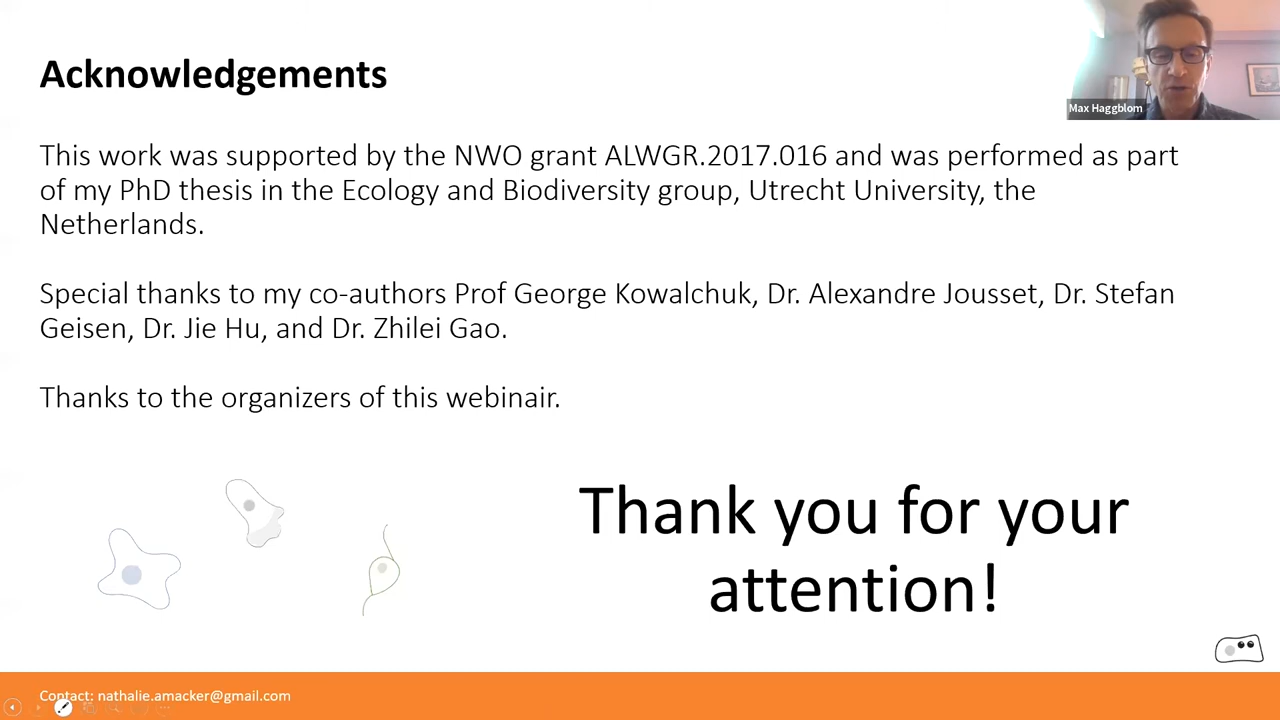 Acknowledgements
Max Haggblom
This work was supported by the NWO grant ALWGR.2017.016 and was performed as part
of my PhD thesis in the Ecology and Biodiversity group, Utrecht University, the
Netherlands.
Special thanks to my co-authors Prof George Kowalchuk, Dr. Alexandre Jousset, Dr. Stefan
Geisen, Dr. Jie Hu, and Dr. Zhilei Gao.
Thanks to the organizers of this webinair.
Thank you for your
attention!
Contact: nathalie.amacker@gmail.com